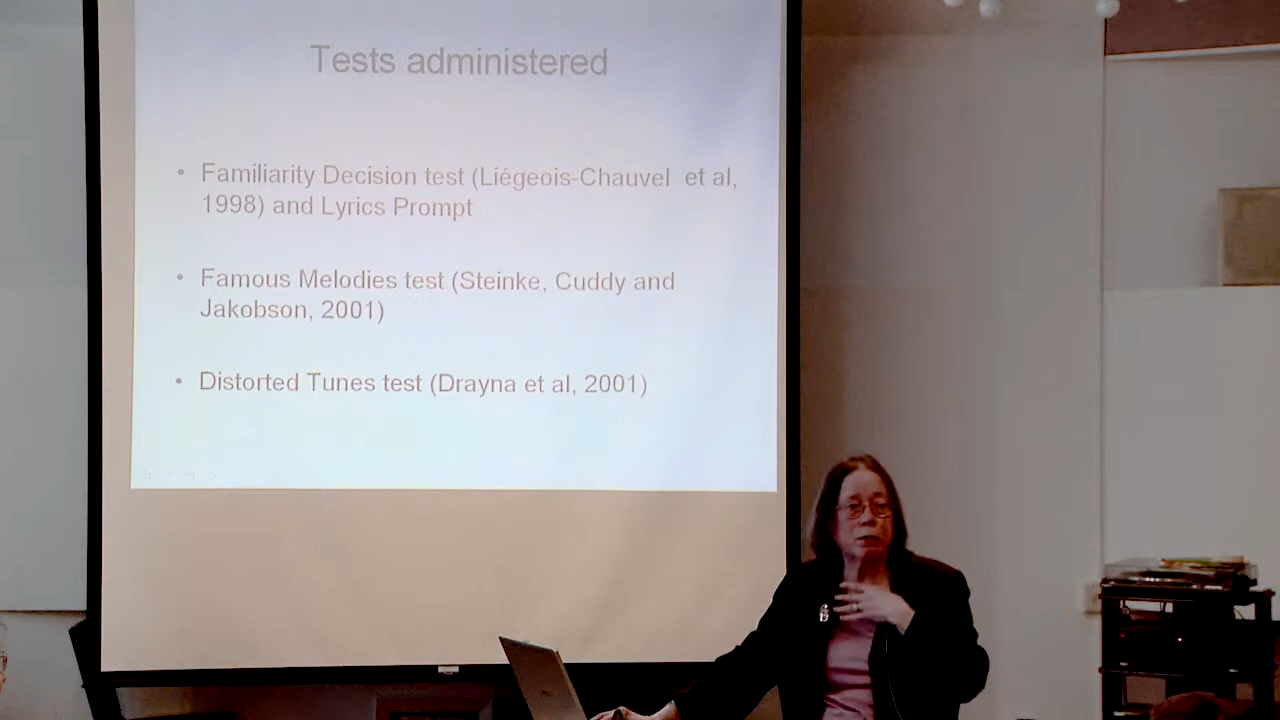 Tests administered
• Familiarity Decision test (Liégeois-Chauvel et al,
1998) and Lyrics Prompt
• Famous Melodies test (Steinke, Cuddy and
Jakobson, 2001)
• Distorted Tunes test (Drayna et al, 2001)